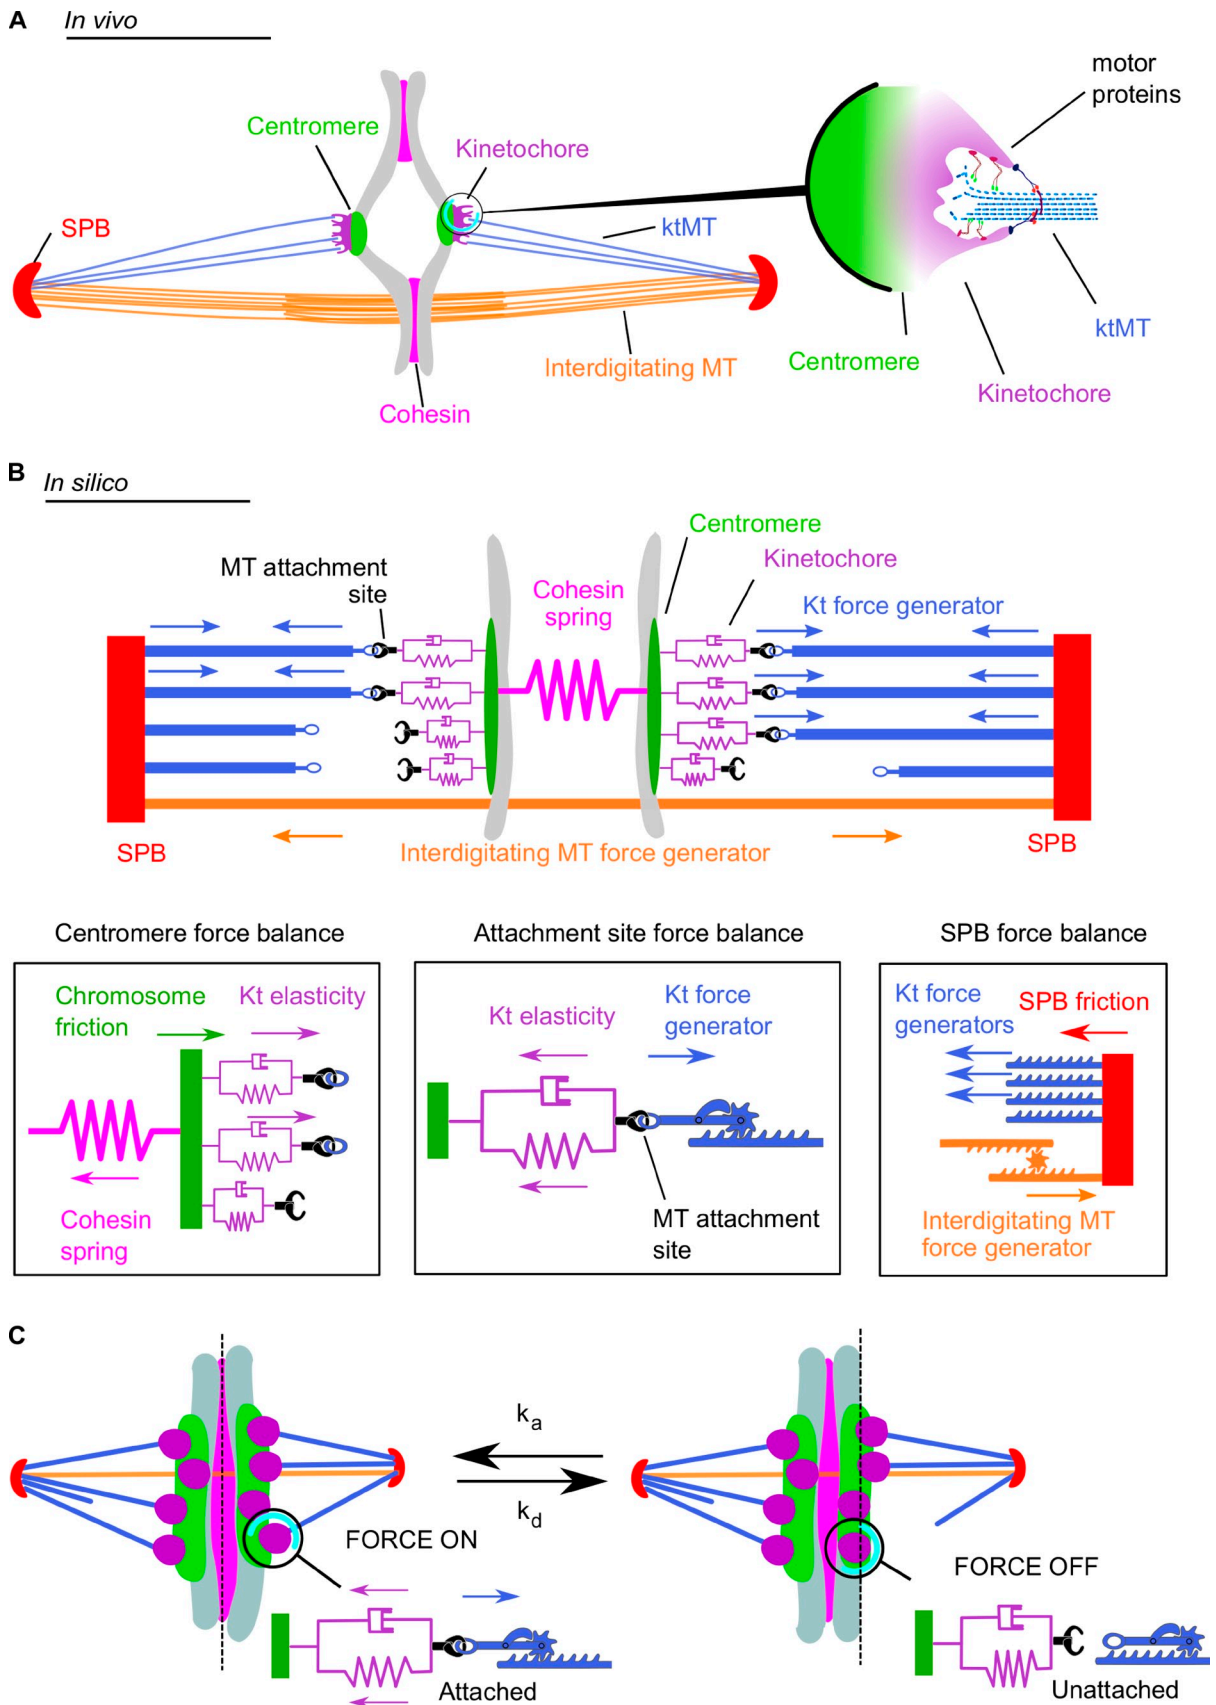 A
In vivo
motor
proteins
Centromere
Kinetochore
SPB
ktMT
ktMT
Interdigitating MT
Centromere
Kinetochore
Cohesin
B
In silico
Centromere
MT attachment
site
Cohesin
spring
Kinetochore
Kt force generator
SPB
Interdigitating MT force generator
SPB
Centromere force balance
Attachment site force balance
SPB force balance
Chromosome
friction
Kt elasticity
Cohesin
spring
Kt elasticity
Kt force
generator
MT attachment
site
Kt force
generators
SPB friction
Interdigitating MT
force generator
C
ka
kd
FORCE ON
FORCE OFF
Attached
Unattached